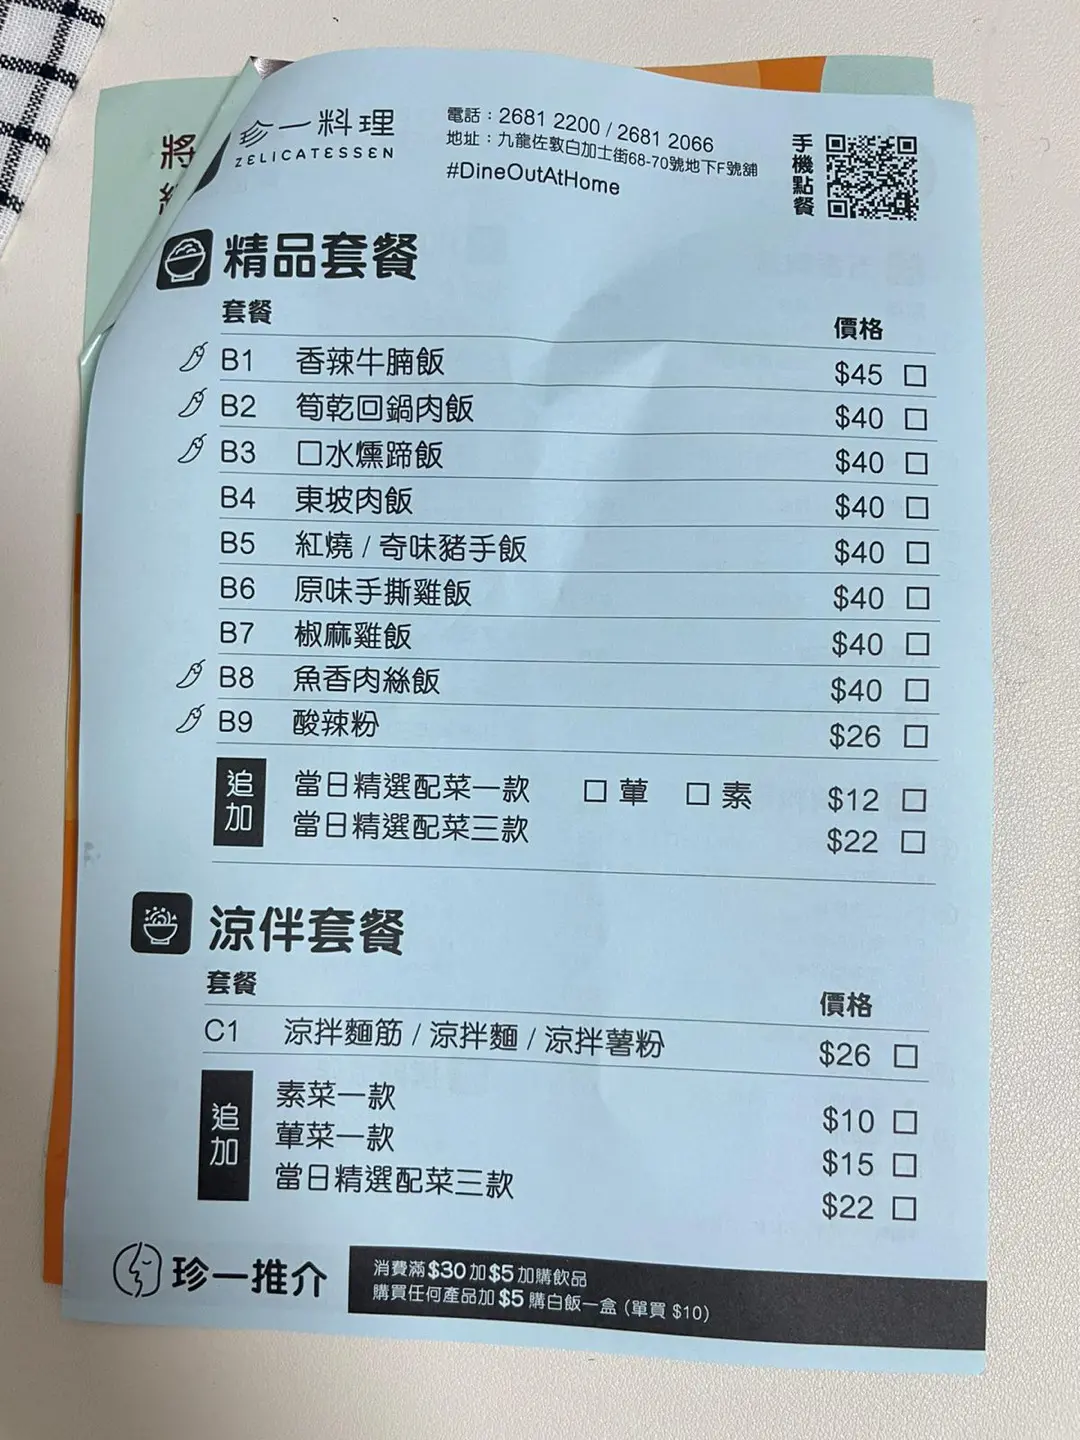 將
珍一料理
ZELICATESSEN
電話：2681 2200 / 2681 2066
地址：九龍佐敦白加士街68-70號地下F號舖
#DineOutAtHome
手機點餐
精品套餐
套餐 價格
B1 香辣牛腩飯 $45
B2 筍乾回鍋肉飯 $40
B3 口水燻蹄飯 $40
B4 東坡肉飯 $40
B5 紅燒 / 奇味豬手飯 $40
B6 原味手撕雞飯 $40
B7 椒麻雞飯 $40
B8 魚香肉絲飯 $40
B9 酸辣粉 $26
追加
當日精選配菜一款 □ 葷 □ 素 $12
當日精選配菜三款 $22
涼伴套餐
套餐 價格
C1 涼拌麵筋 / 涼拌麵 / 涼拌薯粉 $26
追加
素菜一款 $10
葷菜一款 $15
當日精選配菜三款 $22
珍一推介
消費滿$30加$5加購飲品
購買任何產品加$5購白飯一盒 (單買 $10)